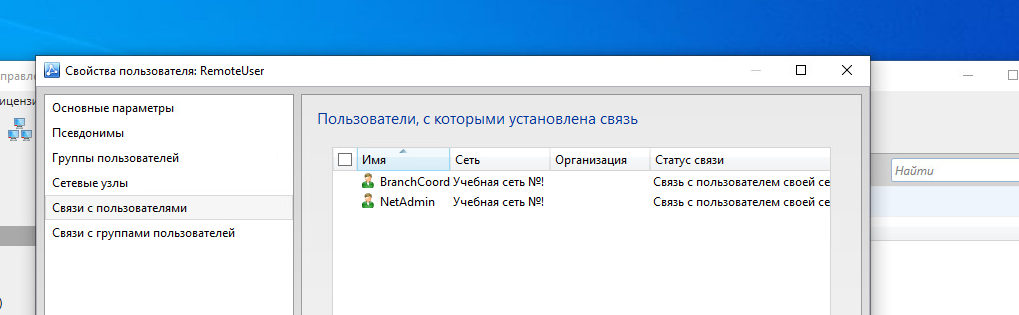 Свойства пользователя: RemoteUser
Основные параметры
Псевдонимы
Группы пользователей
Сетевые узлы
Связи с пользователями
Связи с группами пользователей
Пользователи, с которыми установлена связь
Имя Сеть Организация Статус связи
BranchCoord Учебная сеть №! Связь с пользователем своей се
NetAdmin Учебная сеть №! Связь с пользователем своей се
Найти